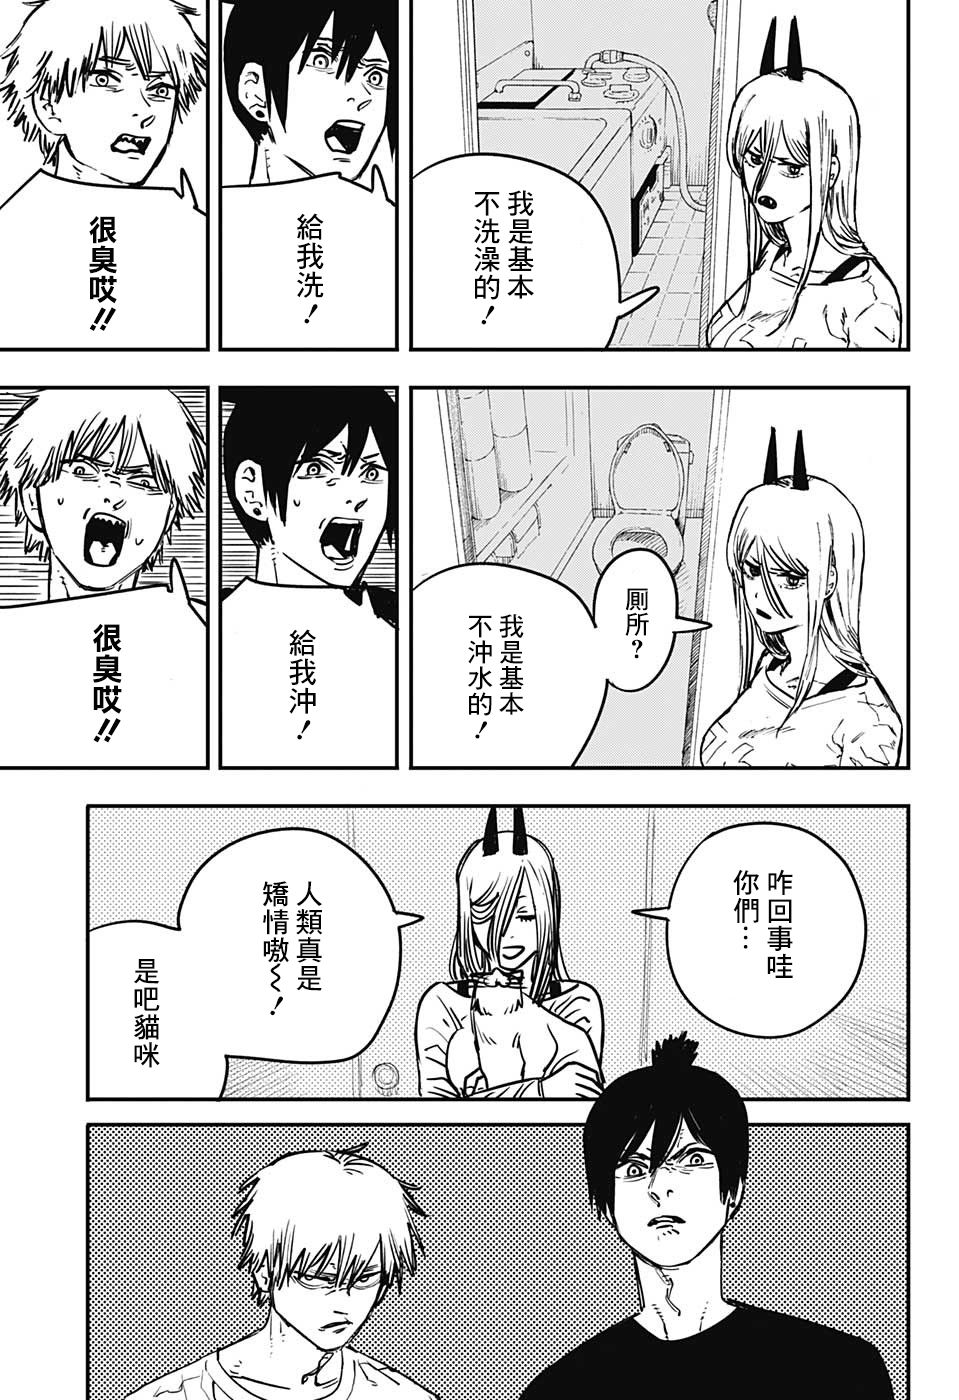 我是基本
不洗澡的！
給我洗！
很臭哎!!
廁所？
我是基本
不沖水的！
給我沖！
很臭哎!!
咋回事哇
你們…
人類真是
矯情嗷～！
是吧貓咪